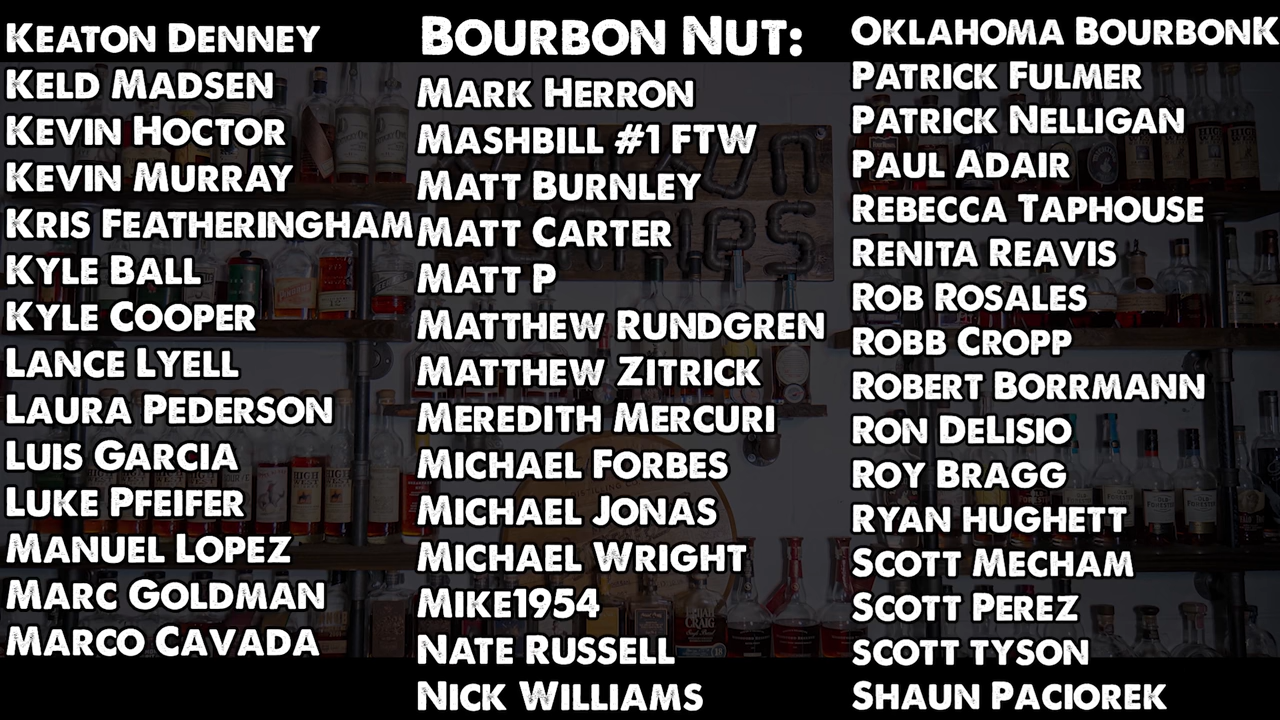 Keaton Denney
Keld Madsen
Kevin Hoctor
Kevin Murray
Kris Featheringham
Kyle Ball
Kyle Cooper
Lance Lyell
Laura Pederson
Luis Garcia
Luke Pfeifer
Manuel Lopez
Marc Goldman
Marco Cavada
Bourbon Nut:
Mark Herron
Mashbill #1 FTW
Matt Burnley
Matt Carter
Matt P
Matthew Rundgren
Matthew Zitrick
Meredith Mercuri
Michael Forbes
Michael Jonas
Michael Wright
Mike1954
Nate Russell
Nick Williams
Oklahoma BourbonK
Patrick Fulmer
Patrick Nelligan
Paul Adair
Rebecca Taphouse
Renita Reavis
Rob Rosales
Robb Cropp
Robert Borrmann
Ron DeLisio
Roy Bragg
Ryan hughett
Scott Mecham
Scott Perez
scott tyson
Shaun Paciorek